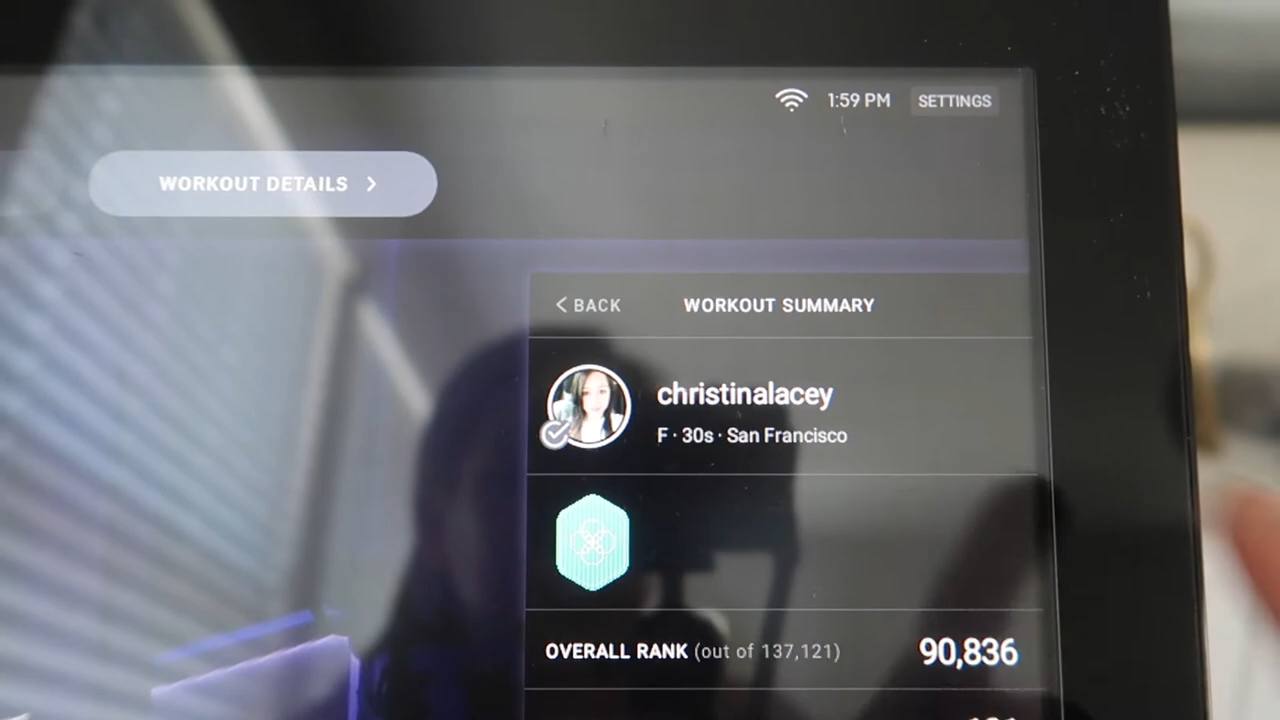 1:59 PM SETTINGS
WORKOUT DETAILS >
< BACK WORKOUT SUMMARY
christinalacey
F · 30s · San Francisco
OVERALL RANK (out of 137,121) 90,836